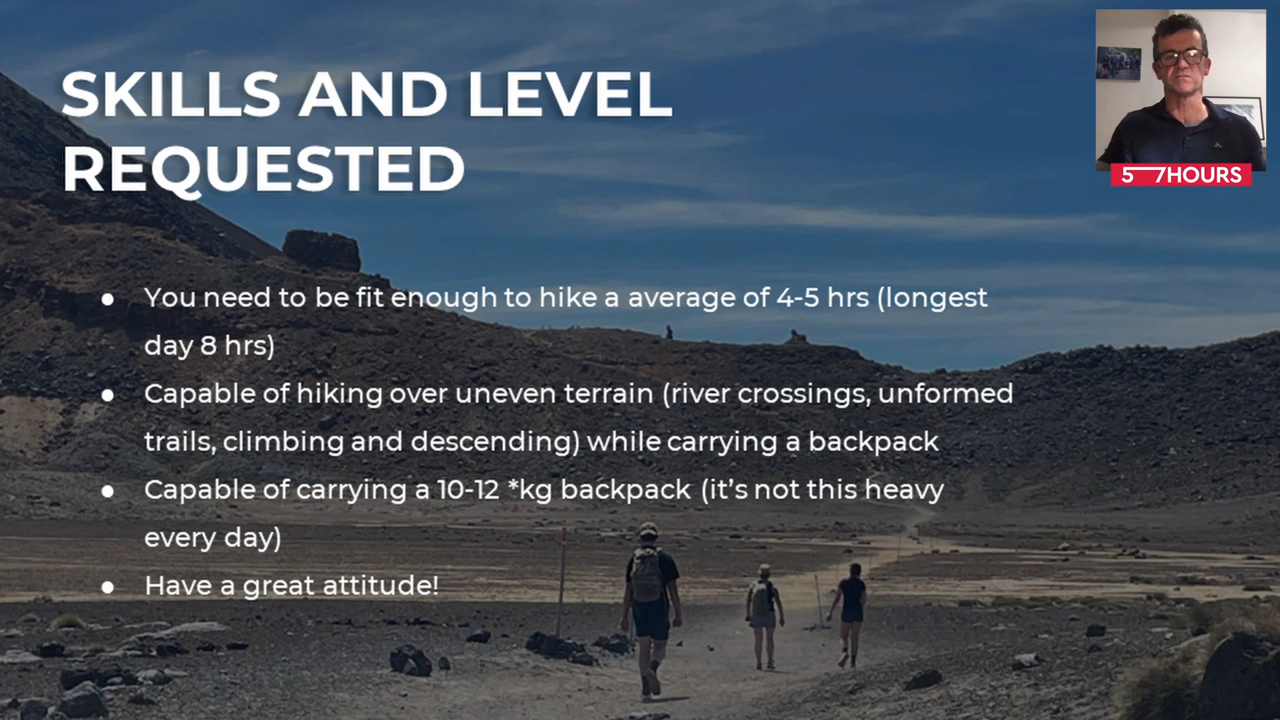 SKILLS AND LEVEL
REQUESTED
5 7HOURS
● You need to be fit enough to hike a average of 4-5 hrs (longest
day 8 hrs)
● Capable of hiking over uneven terrain (river crossings, unformed
trails, climbing and descending) while carrying a backpack
● Capable of carrying a 10-12 *kg backpack (it’s not this heavy
every day)
● Have a great attitude!